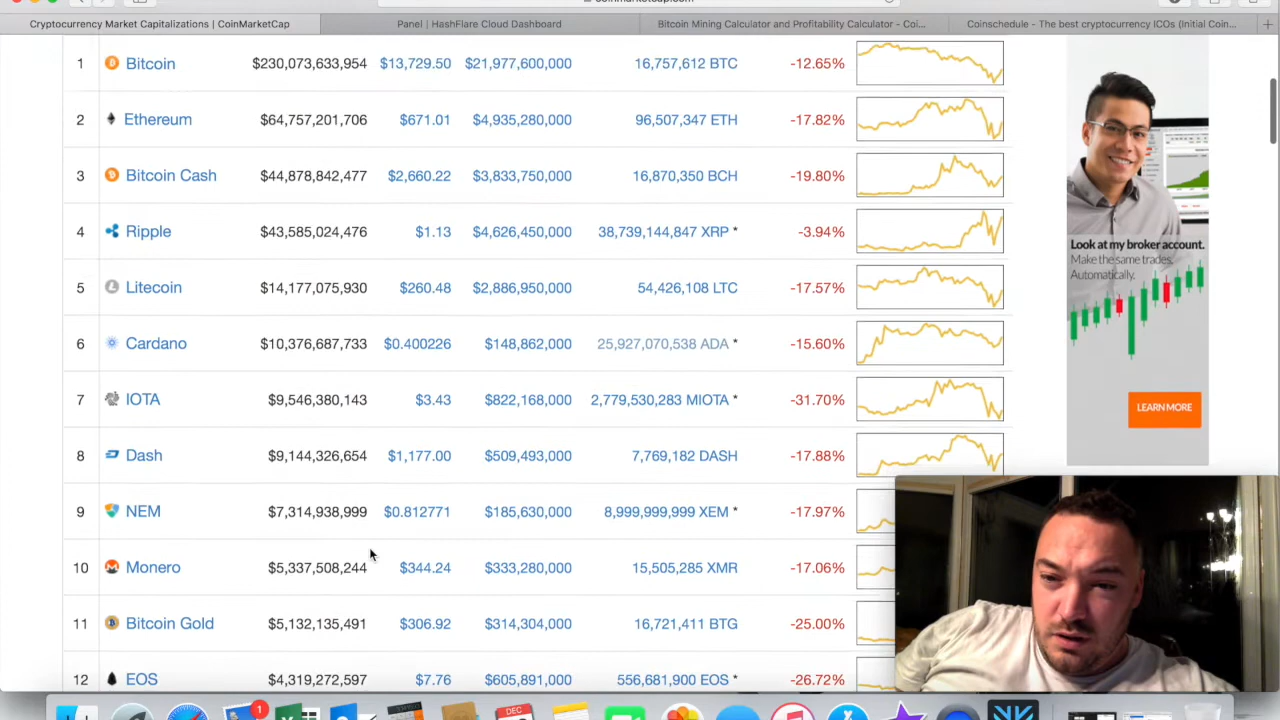 coinmarketcap.com
Cryptocurrency Market Capitalizations | CoinMarketCap
Panel | HashFlare Cloud Dashboard
Bitcoin Mining Calculator and Profitability Calculator - Coi...
Coinschedule - The best cryptocurrency ICOs (Initial Coin...
1 Bitcoin $230,073,633,954 $13,729.50 $21,977,600,000 16,757,612 BTC -12.65%
2 Ethereum $64,757,201,706 $671.01 $4,935,280,000 96,507,347 ETH -17.82%
3 Bitcoin Cash $44,878,842,477 $2,660.22 $3,833,750,000 16,870,350 BCH -19.80%
4 Ripple $43,585,024,476 $1.13 $4,626,450,000 38,739,144,847 XRP * -3.94%
5 Litecoin $14,177,075,930 $260.48 $2,886,950,000 54,426,108 LTC -17.57%
6 Cardano $10,376,687,733 $0.400226 $148,862,000 25,927,070,538 ADA * -15.60%
7 IOTA $9,546,380,143 $3.43 $822,168,000 2,779,530,283 MIOTA * -31.70%
8 Dash $9,144,326,654 $1,177.00 $509,493,000 7,769,182 DASH -17.88%
9 NEM $7,314,938,999 $0.812771 $185,630,000 8,999,999,999 XEM * -17.97%
10 Monero $5,337,508,244 $344.24 $333,280,000 15,505,285 XMR -17.06%
11 Bitcoin Gold $5,132,135,491 $306.92 $314,304,000 16,721,411 BTG -25.00%
12 EOS $4,319,272,597 $7.76 $605,891,000 556,681,900 EOS * -26.72%
Look at my broker account.
Make the same trades.
Automatically.
LEARN MORE
1
DEC